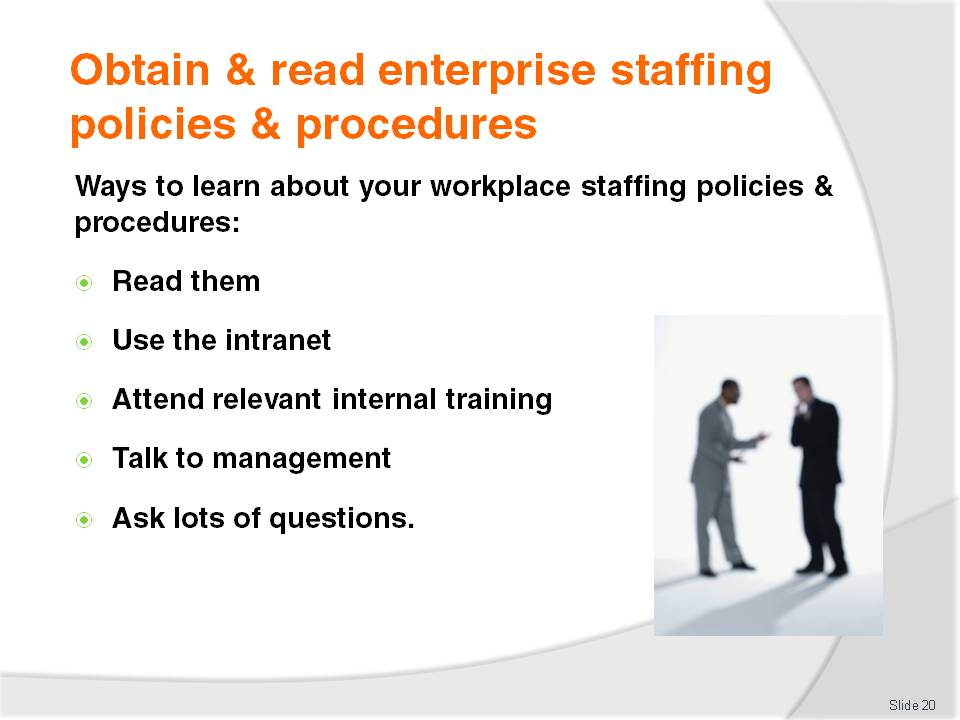 Obtain & read enterprise staffing
policies & procedures
Ways to learn about your workplace staffing policies &
procedures:
Read them
Use the intranet
Attend relevant internal training
Talk to management
Ask lots of questions.
Slide 20